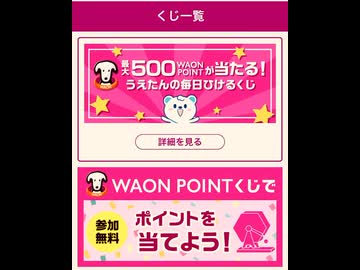 くじ一覧
最大500WAON POINTが当たる！
うえたんの毎日ひけるくじ
詳細を見る
WAON POINTくじで
参加無料
ポイントを
当てよう！